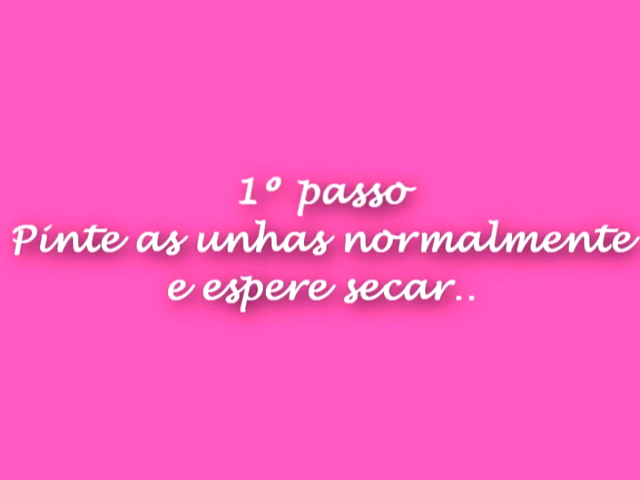 1º passo
Pinte as unhas normalmente
e espere secar..